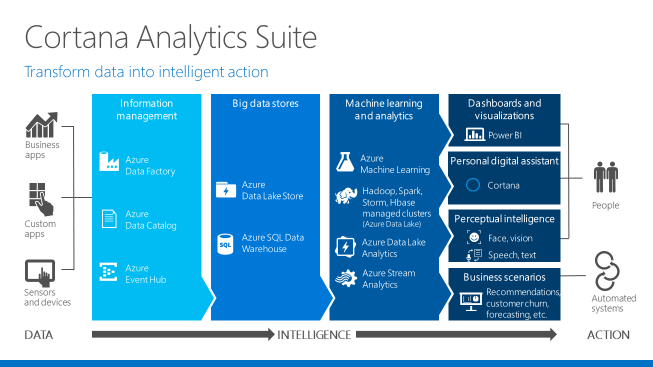 Cortana Analytics Suite
Transform data into intelligent action
Business
apps
Custom
apps
Sensors
and devices
Information
management
Azure
Data Factory
Azure
Data Catalog
Azure
Event Hub
Big data stores
Azure
Data Lake Store
SQL
Azure SQL Data
Warehouse
Machine learning
and analytics
Azure
Machine Learning
Hadoop, Spark,
Storm, Hbase
managed clusters
(Azure Data Lake)
Azure Data Lake
Analytics
Azure Stream
Analytics
Dashboards and
visualizations
Power BI
Personal digital assistant
Cortana
Perceptual intelligence
Face, vision
Speech, text
Business scenarios
Recommendations,
customer churn,
forecasting, etc.
People
Automated
systems
DATA
INTELLIGENCE
ACTION